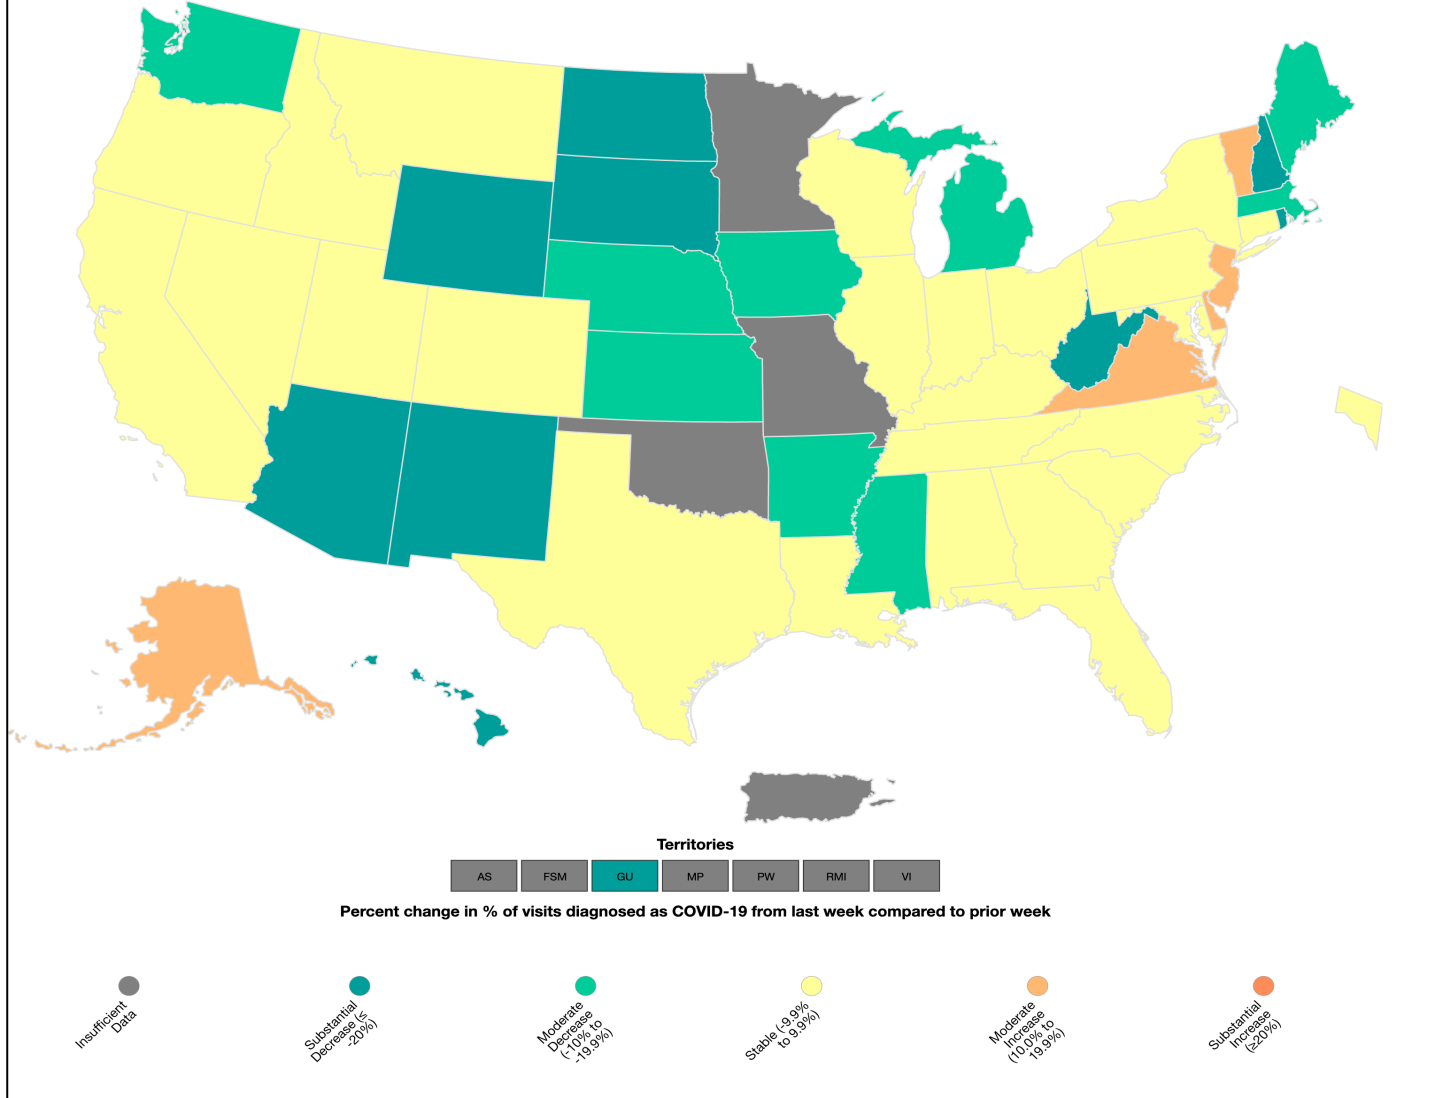 Territories
AS
FSM
GU
MP
PW
RMI
VI
Percent change in % of visits diagnosed as COVID-19 from last week compared to prior week
Insufficient
Data
Substantial
Decrease (≤
-20%)
Moderate
Decrease
(-10% to
-19.9%)
Stable (-9.9%
to 9.9%)
Moderate
Increase
(10.0% to
19.9%)
Substantial
Increase
(≥20%)